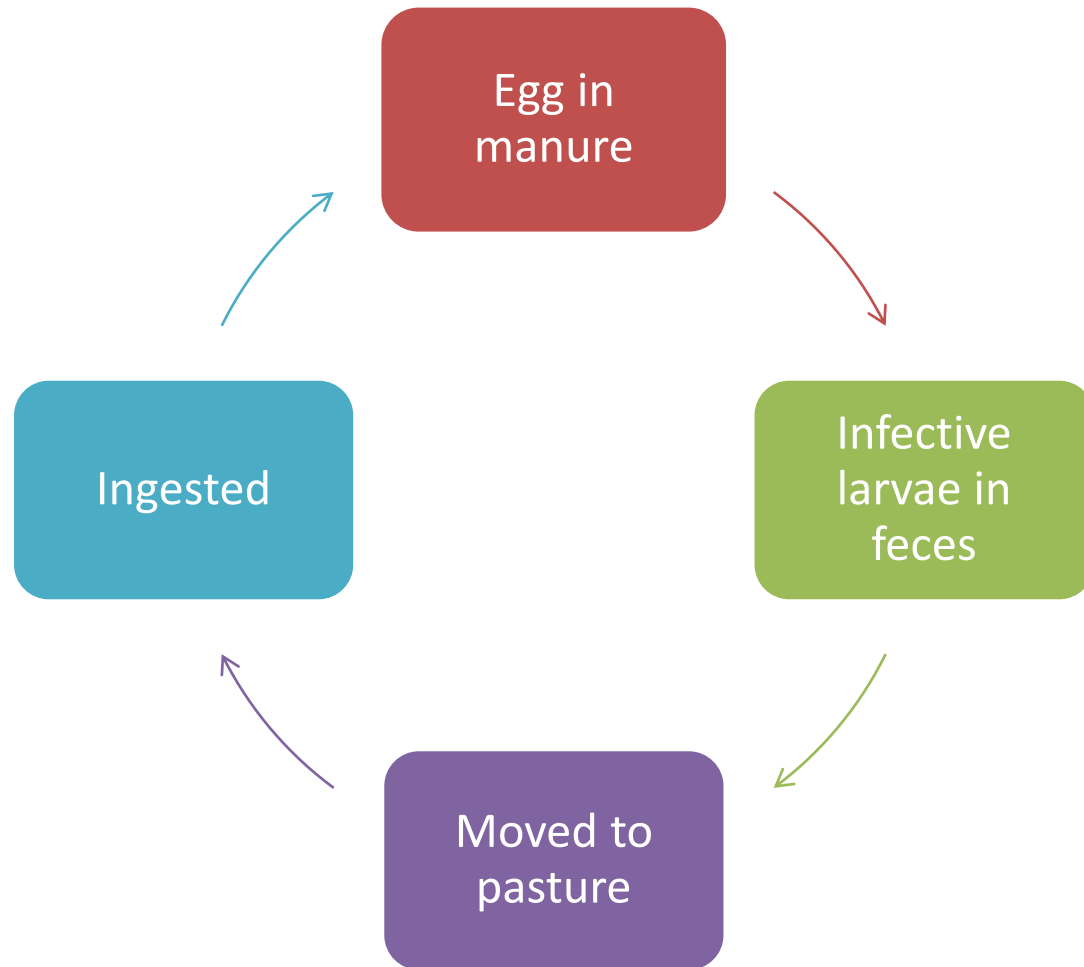 Egg in
manure
Infective
larvae in
feces
Moved to
pasture
Ingested